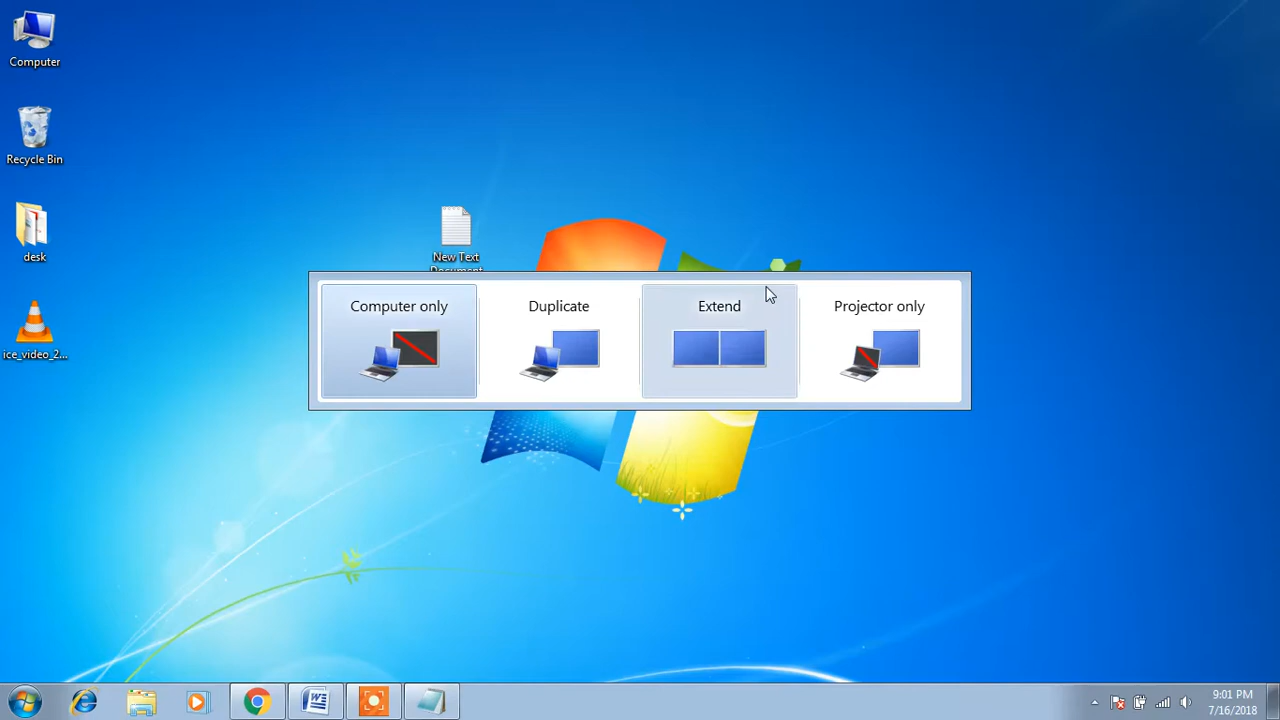 Computer
Recycle Bin
desk
ice_video_2...
New Text
Document
Computer only
Duplicate
Extend
Projector only
9:01 PM
7/16/2018